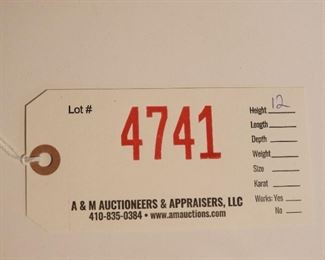 Lot #
4741
Height 12
Length
Depth
Weight
Size
Karat
Works: Yes
No
A & M AUCTIONEERS & APPRAISERS, LLC
410-835-0384 • www.amauctions.com